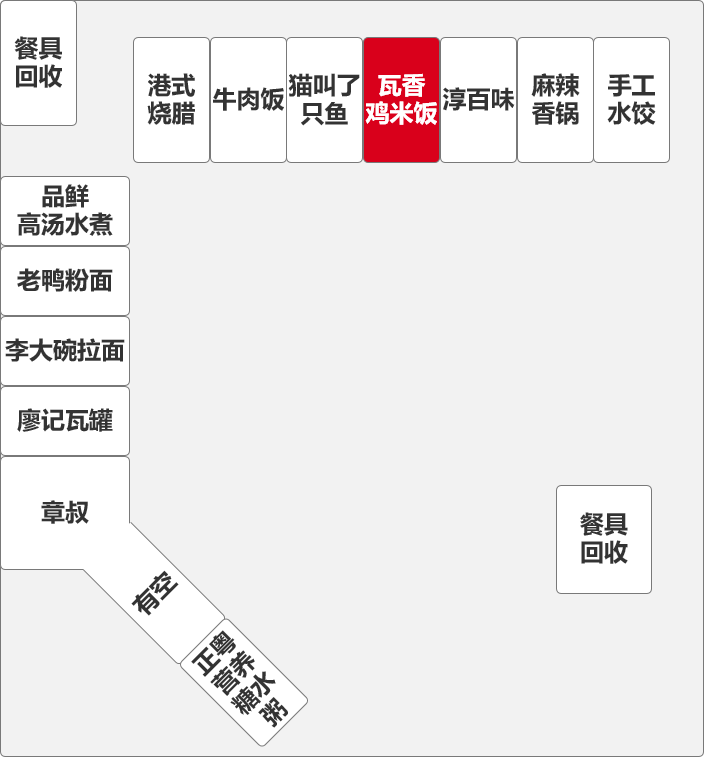 餐具
回收
港式
烧腊
牛肉饭
猫叫了
只鱼
瓦香
鸡米饭
淳百味
麻辣
香锅
手工
水饺
品鲜
高汤水煮
老鸭粉面
李大碗拉面
廖记瓦罐
章叔
有空
正粤
营养
糖水
粥
餐具
回收